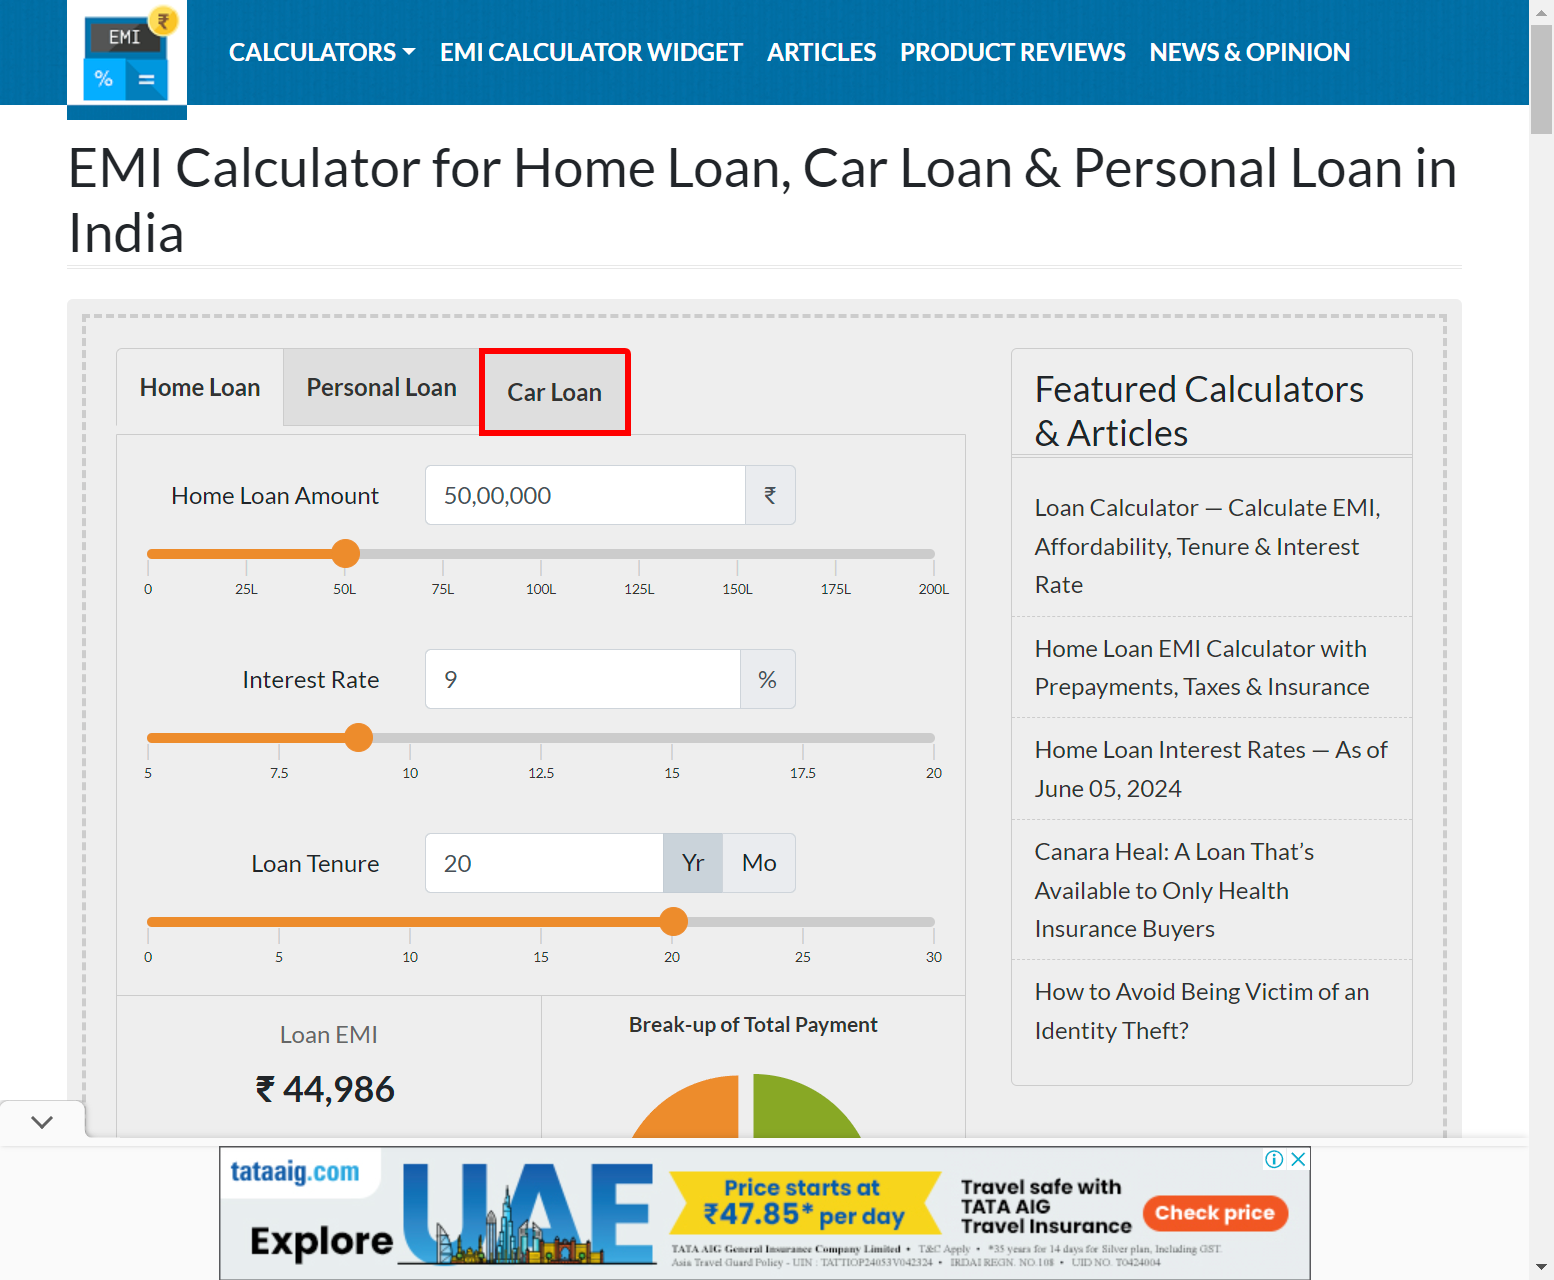 EMI
₹
%
=
CALCULATORS
EMI CALCULATOR WIDGET
ARTICLES
PRODUCT REVIEWS
NEWS & OPINION
EMI Calculator for Home Loan, Car Loan & Personal Loan in
India
Home Loan
Personal Loan
Car Loan
Home Loan Amount
50,00,000
₹
0 25L 50L 75L 100L 125L 150L 175L 200L
Interest Rate
9
%
5 7.5 10 12.5 15 17.5 20
Loan Tenure
20
Yr
Mo
0 5 10 15 20 25 30
Loan EMI
₹ 44,986
Break-up of Total Payment
Featured Calculators
& Articles
Loan Calculator — Calculate EMI,
Affordability, Tenure & Interest
Rate
Home Loan EMI Calculator with
Prepayments, Taxes & Insurance
Home Loan Interest Rates — As of
June 05, 2024
Canara Heal: A Loan That's
Available to Only Health
Insurance Buyers
How to Avoid Being Victim of an
Identity Theft?
tataaig.com
Explore
UAE
Price starts at
₹47.85* per day
Travel safe with
TATA AIG
Travel Insurance
Check price
TATA AIG General Insurance Company Limited • T&C Apply • *35 years for 14 days for Silver plan, Including GST.
Asia Travel Guard Policy - UIN : TATTIOP24053V042324 • IRDAI REGN. NO.108 • UID NO. T0424004